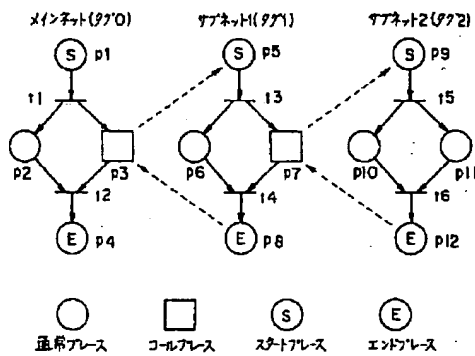 メインネット(タグ0)
サブネット1(タグ1)
サブネット2(タグ2)
S p1
S p5
S p9
t1
t3
t5
p2
p3
p6
p7
p10
p11
t2
t4
t6
E p4
E p8
E p12
S
E
通常プレース
コールプレース
スタートプレース
エンドプレース